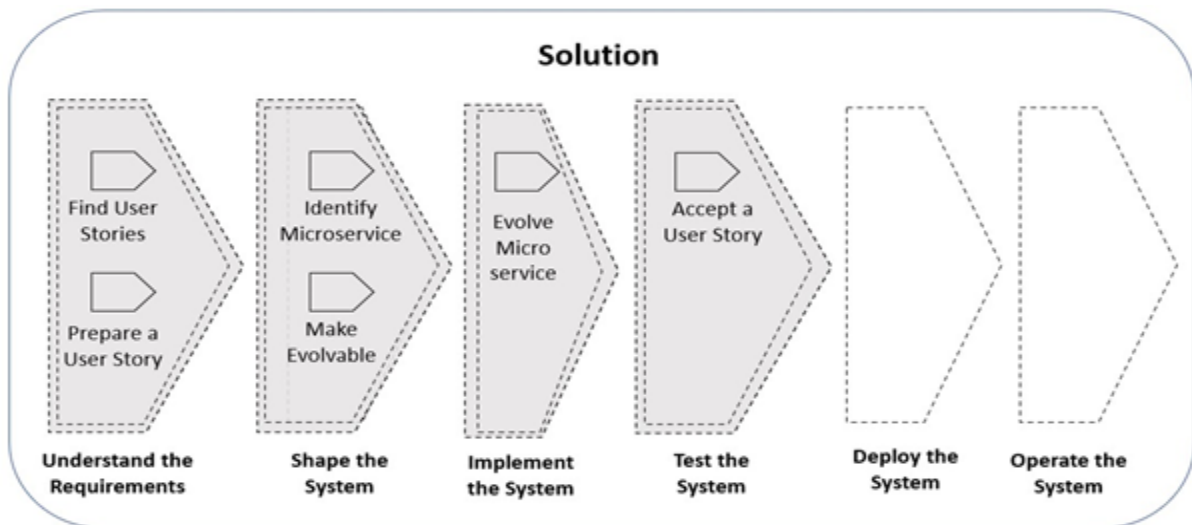 Solution
Find User
Stories
Prepare a
User Story
Identify
Microservice
Make
Evolvable
Evolve
Micro
service
Accept a
User Story
Understand the
Requirements
Shape the
System
Implement
the System
Test the
System
Deploy the
System
Operate the
System